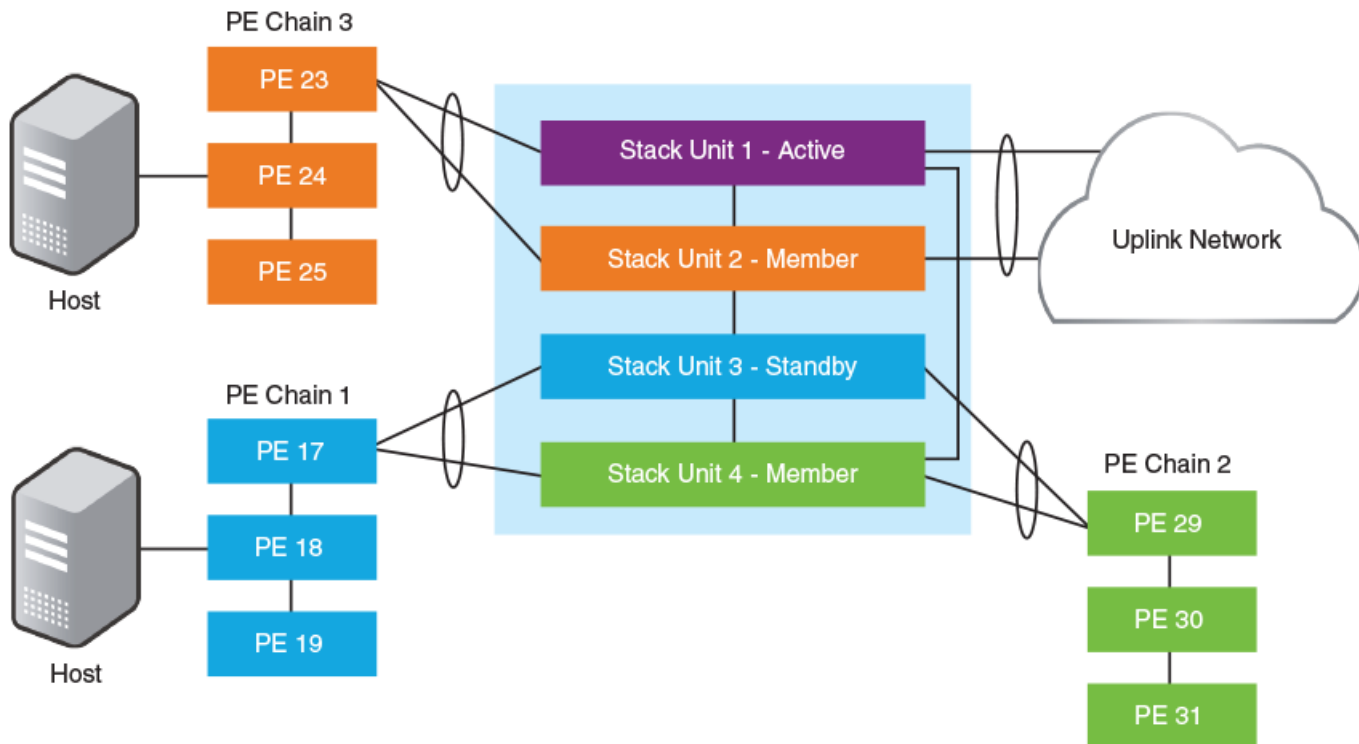 PE Chain 3
PE 23
PE 24
PE 25
Host
Stack Unit 1 - Active
Stack Unit 2 - Member
Stack Unit 3 - Standby
Stack Unit 4 - Member
Uplink Network
PE Chain 1
PE 17
PE 18
PE 19
Host
PE Chain 2
PE 29
PE 30
PE 31